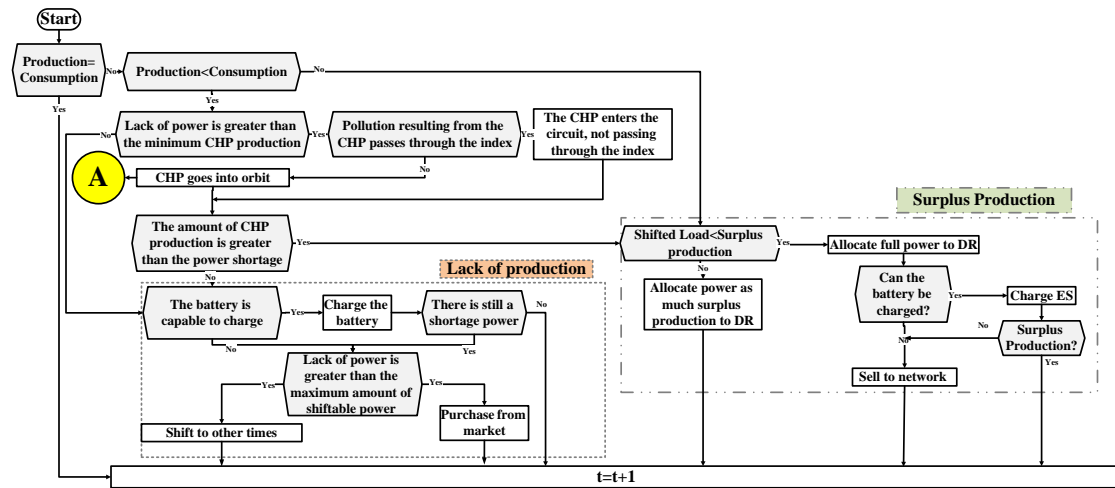 Start
Production=
Consumption
No
Production<Consumption
No
Yes
Yes
Lack of power is greater than
the minimum CHP production
No
Yes
Pollution resulting from the
CHP passes through the index
Yes
The CHP enters the
circuit, not passing
through the index
No
A
CHP goes into orbit
The amount of CHP
production is greater
than the power shortage
Yes
No
Surplus Production
Shifted Load<Surplus
production
Yes
Allocate full power to DR
No
Allocate power as
much surplus
production to DR
Can the
battery be
charged?
Yes
Charge ES
No
No
Surplus
Production?
Yes
Sell to network
Lack of production
The battery is
capable to charge
Yes
Charge the
battery
There is still a
shortage power
No
No
Yes
Lack of power is
greater than the
maximum amount of
shiftable power
Yes
Yes
Shift to other times
Purchase from
market
t=t+1